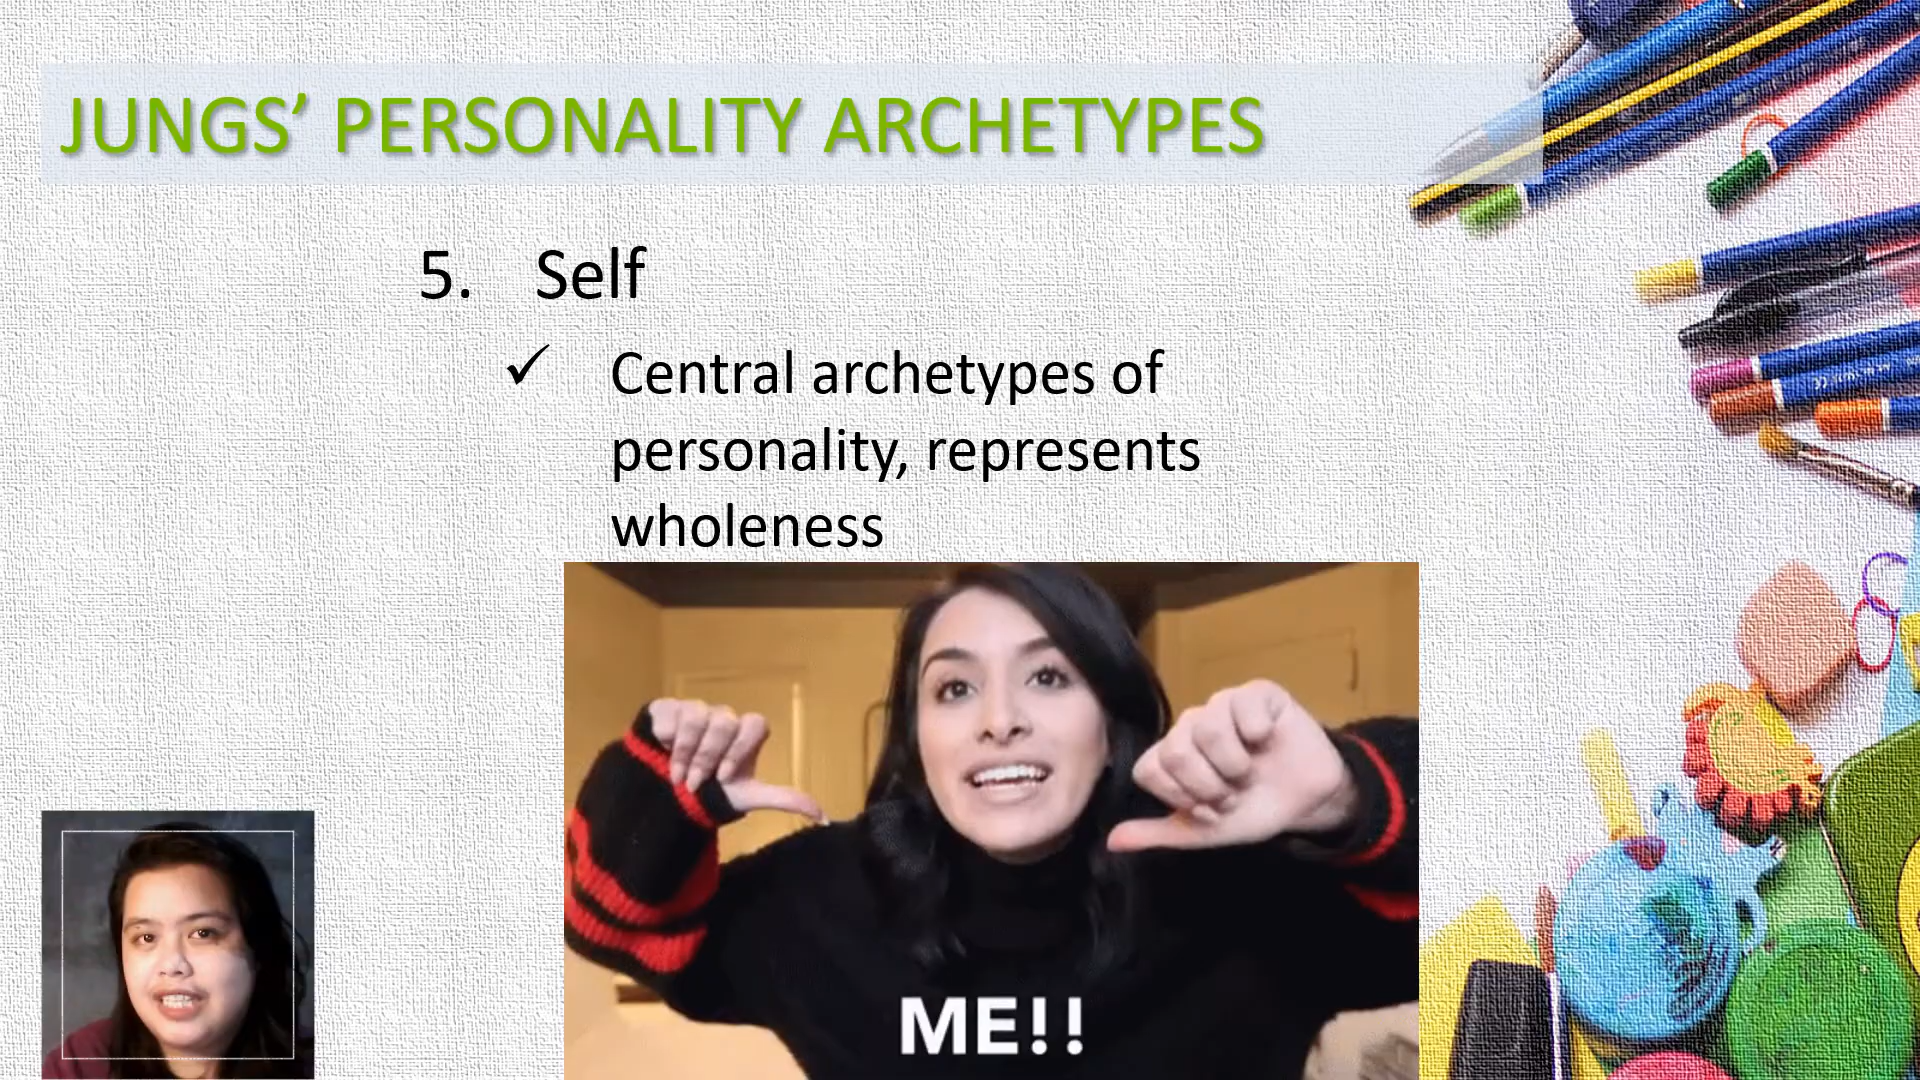 JUNGS’ PERSONALITY ARCHETYPES
5. Self
✓ Central archetypes of
personality, represents
wholeness
ME!!